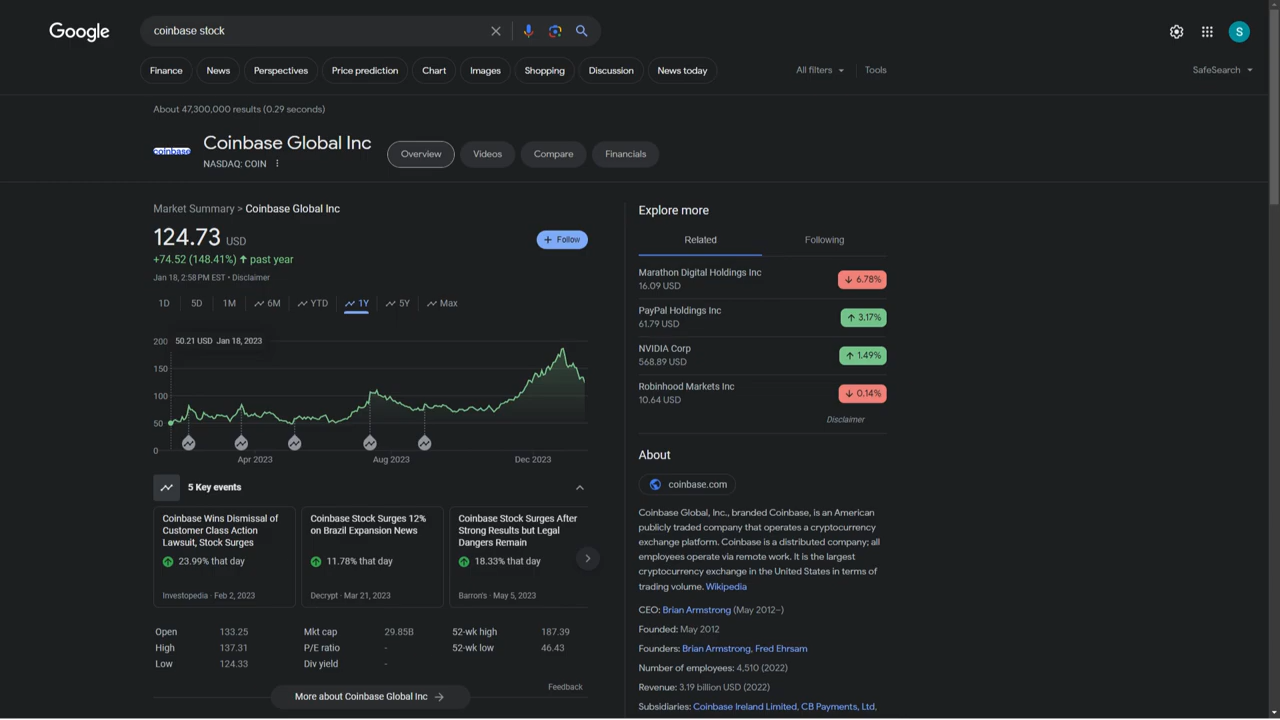 Google
coinbase stock
S
Finance
News
Perspectives
Price prediction
Chart
Images
Shopping
Discussion
News today
All filters
Tools
SafeSearch
About 47,300,000 results (0.29 seconds)
coinbase
Coinbase Global Inc
NASDAQ: COIN
Overview
Videos
Compare
Financials
Market Summary > Coinbase Global Inc
124.73 USD
+ Follow
+74.52 (148.41%) ↑ past year
Jan 18, 2:58 PM EST • Disclaimer
1D
5D
1M
6M
YTD
1Y
5Y
Max
50.21 USD Jan 18, 2023
200
150
100
50
0
Apr 2023
Aug 2023
Dec 2023
5 Key events
Coinbase Wins Dismissal of
Customer Class Action
Lawsuit, Stock Surges
23.99% that day
Investopedia · Feb 2, 2023
Coinbase Stock Surges 12%
on Brazil Expansion News
11.78% that day
Decrypt · Mar 21, 2023
Coinbase Stock Surges After
Strong Results but Legal
Dangers Remain
18.33% that day
Barron's · May 5, 2023
Open 133.25
High 137.31
Low 124.33
Mkt cap 29.85B
P/E ratio -
Div yield -
52-wk high 187.39
52-wk low 46.43
Feedback
More about Coinbase Global Inc →
Explore more
Related
Following
Marathon Digital Holdings Inc
16.09 USD
↓ 6.78%
PayPal Holdings Inc
61.79 USD
↑ 3.17%
NVIDIA Corp
568.89 USD
↑ 1.49%
Robinhood Markets Inc
10.64 USD
↓ 0.14%
Disclaimer
About
coinbase.com
Coinbase Global, Inc., branded Coinbase, is an American
publicly traded company that operates a cryptocurrency
exchange platform. Coinbase is a distributed company; all
employees operate via remote work. It is the largest
cryptocurrency exchange in the United States in terms of
trading volume. Wikipedia
CEO: Brian Armstrong (May 2012–)
Founded: May 2012
Founders: Brian Armstrong, Fred Ehrsam
Number of employees: 4,510 (2022)
Revenue: 3.19 billion USD (2022)
Subsidiaries: Coinbase Ireland Limited, CB Payments, Ltd,